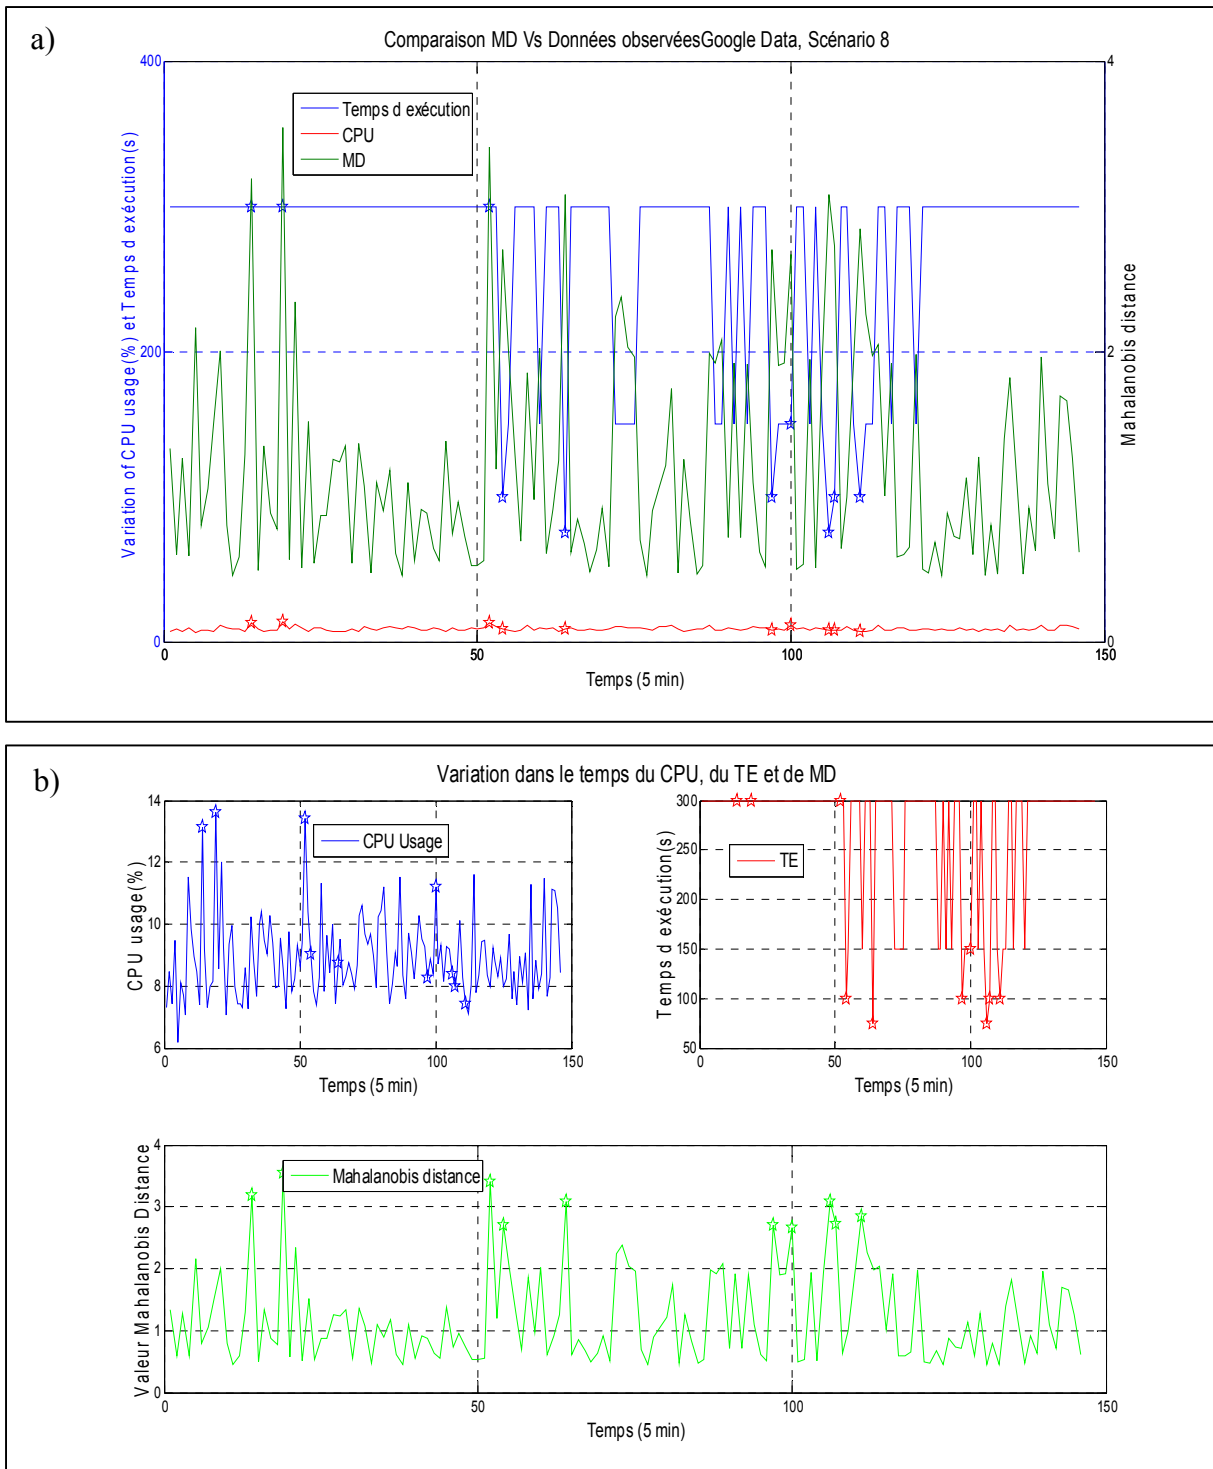 a)
Comparaison MD Vs Données observéesGoogle Data, Scénario 8
400
4
Temps d exécution
CPU
MD
Variation of CPU usage(%) et Temps d exécution(s)
Mahalanobis distance
200
2
0
0
0
50
100
150
Temps (5 min)
b)
Variation dans le temps du CPU, du TE et de MD
14
12
10
8
6
CPU usage(%)
CPU Usage
0
50
100
150
Temps (5 min)
300
250
200
150
100
50
Temps d exécution(s)
TE
0
50
100
150
Temps (5 min)
4
3
2
1
0
Valeur Mahalanobis Distance
Mahalanobis distance
0
50
100
150
Temps (5 min)